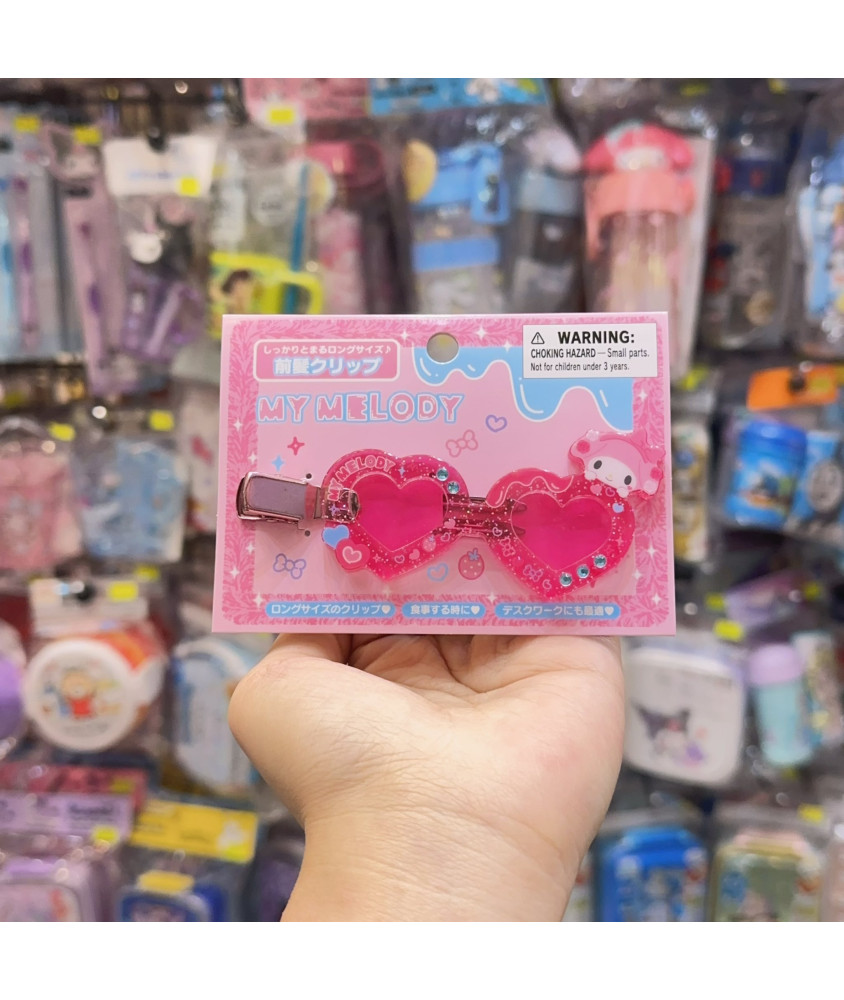 しっかりとまるロングサイズ♪
前髪クリップ
MY MELODY
⚠ WARNING:
CHOKING HAZARD — Small parts.
Not for children under 3 years.
MY MELODY
ロングサイズのクリップ♥
食事する時に♥
デスクワークにも最適♥